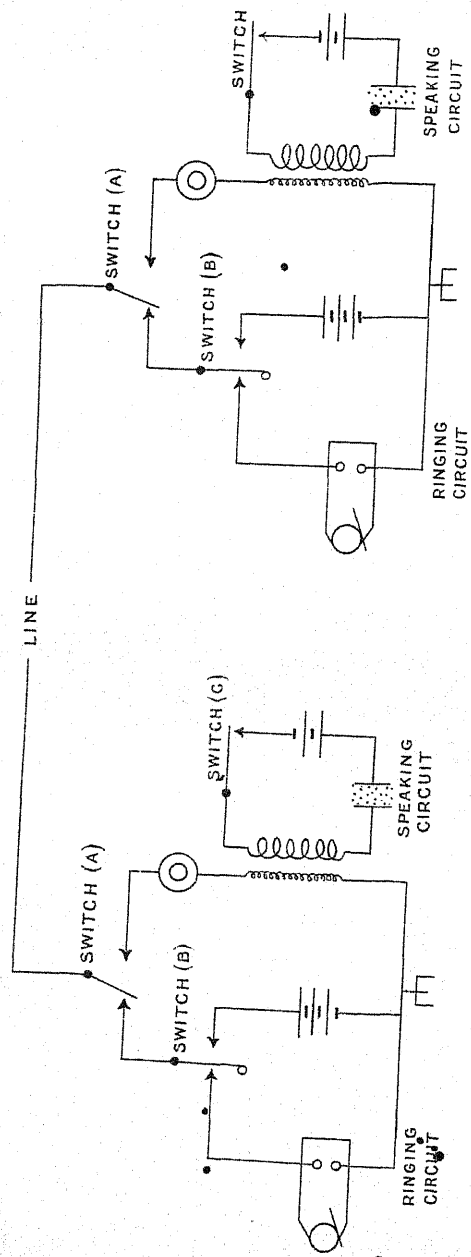 LINE
SWITCH (A)
SWITCH (B)
SWITCH (C)
SPEAKING
CIRCUIT
RINGING
CIRCUIT
SWITCH (A)
SWITCH (B)
SWITCH
SPEAKING
CIRCUIT
RINGING
CIRCUIT